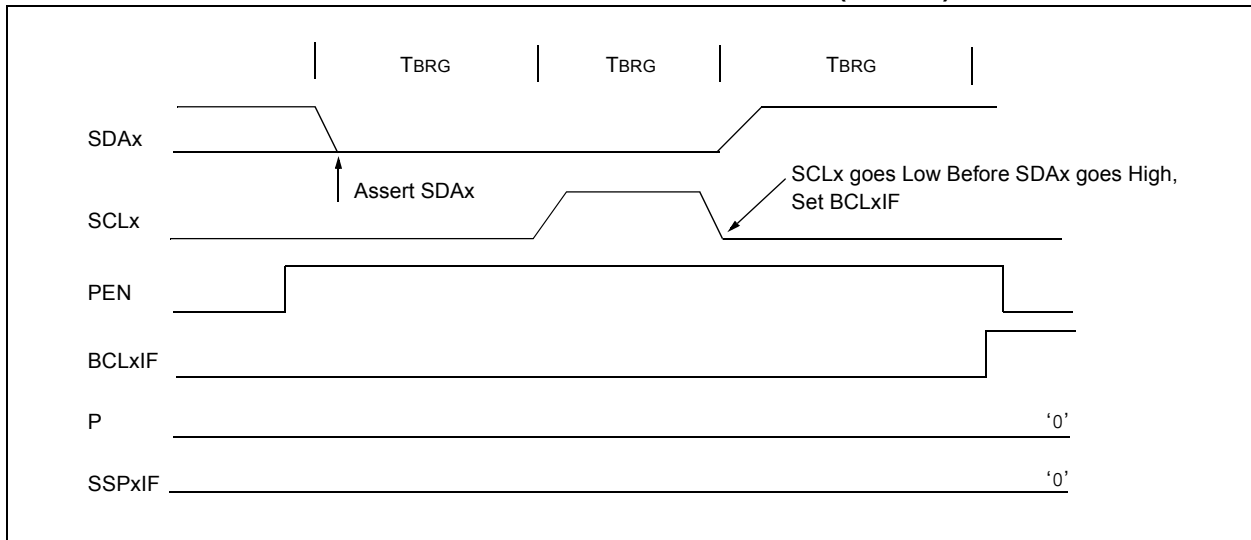 TBRG TBRG TBRG
SDAx
Assert SDAx
SCLx goes Low Before SDAx goes High,
Set BCLxIF
SCLx
PEN
BCLxIF
P ‘0’
SSPxIF ‘0’